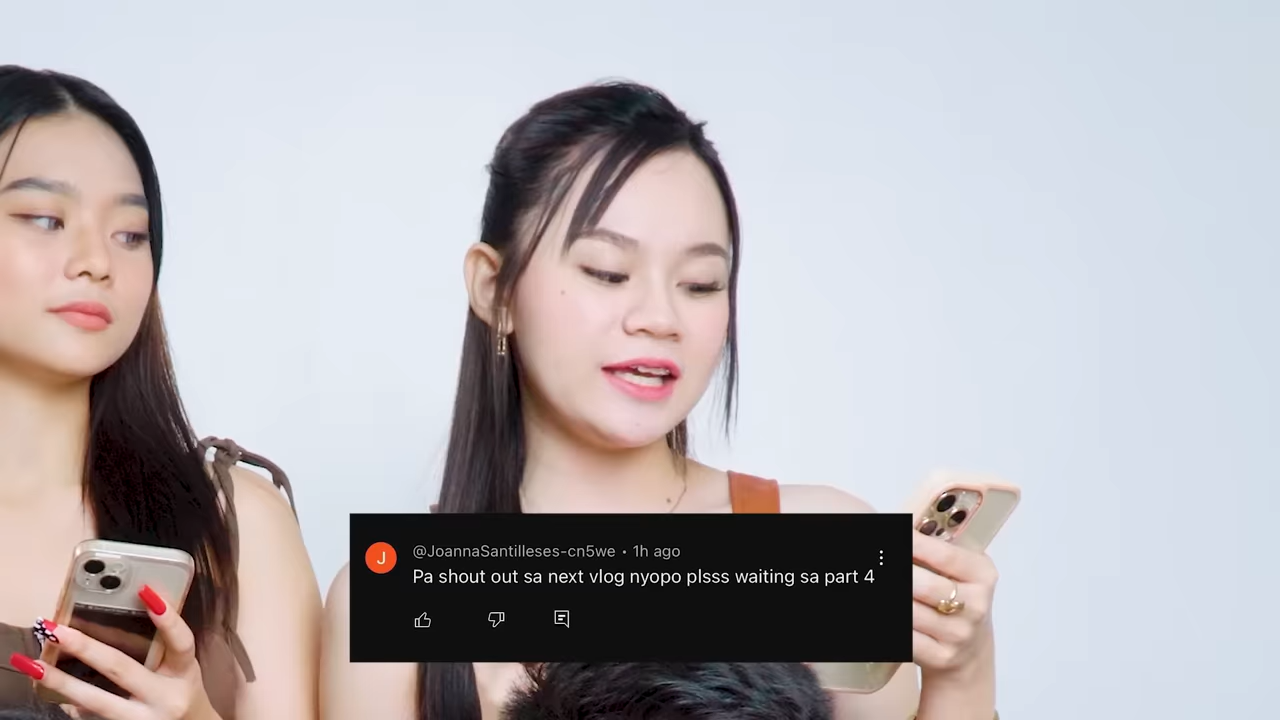 J
@JoannaSantilleses-cn5we • 1h ago
Pa shout out sa next vlog nyopo plsss waiting sa part 4